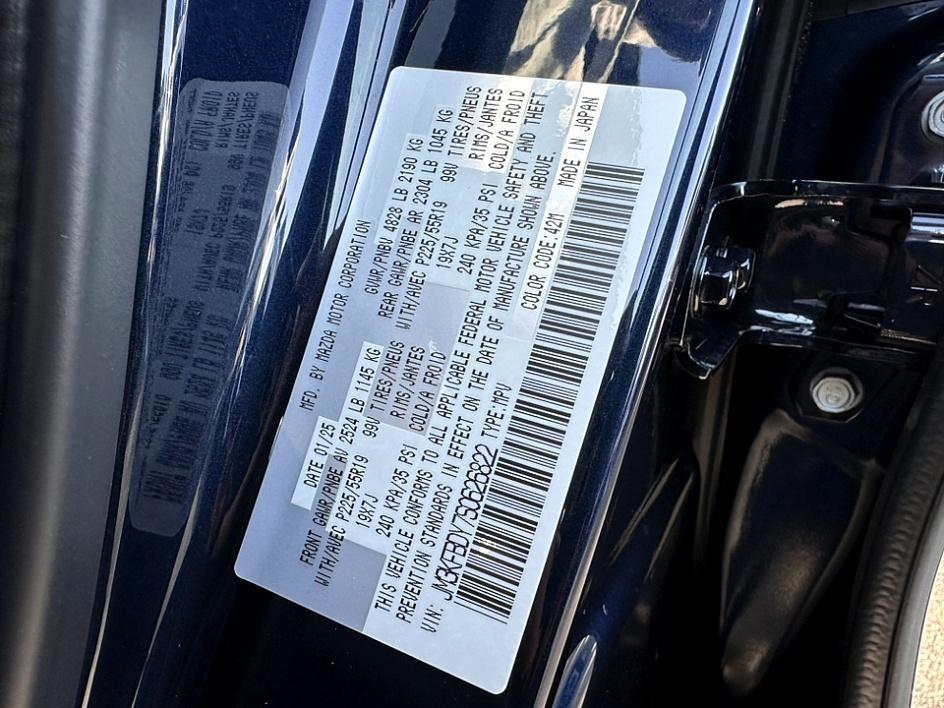 MFD. BY MAZDA MOTOR CORPORATION
DATE 01/25 GVWR/PNBV 4828 LB 2190 KG
FRONT GAWR/PNBE AV 2524 LB 1145 KG REAR GAWR/PNBE AR 2304 LB 1045 KG
WITH/AVEC P225/55R19 99V TIRES/PNEUS WITH/AVEC P225/55R19 99V TIRES/PNEUS
19X7J RIMS/JANTES 19X7J RIMS/JANTES
240 KPA/35 PSI COLD/A FROID 240 KPA/35 PSI COLD/A FROID
THIS VEHICLE CONFORMS TO ALL APPLICABLE FEDERAL MOTOR VEHICLE SAFETY AND THEFT
PREVENTION STANDARDS IN EFFECT ON THE DATE OF MANUFACTURE SHOWN ABOVE.
VIN: JM3KFBDY7S0626822 TYPE:MPV COLOR CODE:42M MADE IN JAPAN